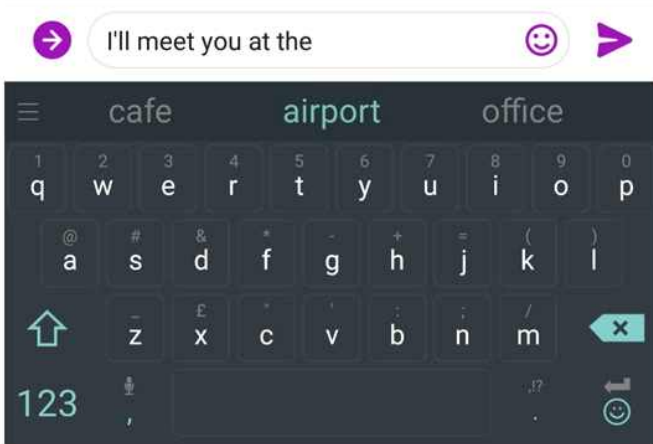 I'll meet you at the
cafe airport office
1 2 3 4 5 6 7 8 9 0
q w e r t y u i o p
@ # & * - + = ( )
a s d f g h j k l
_ £ " ' : ; /
z x c v b n m
123 , ,!? .